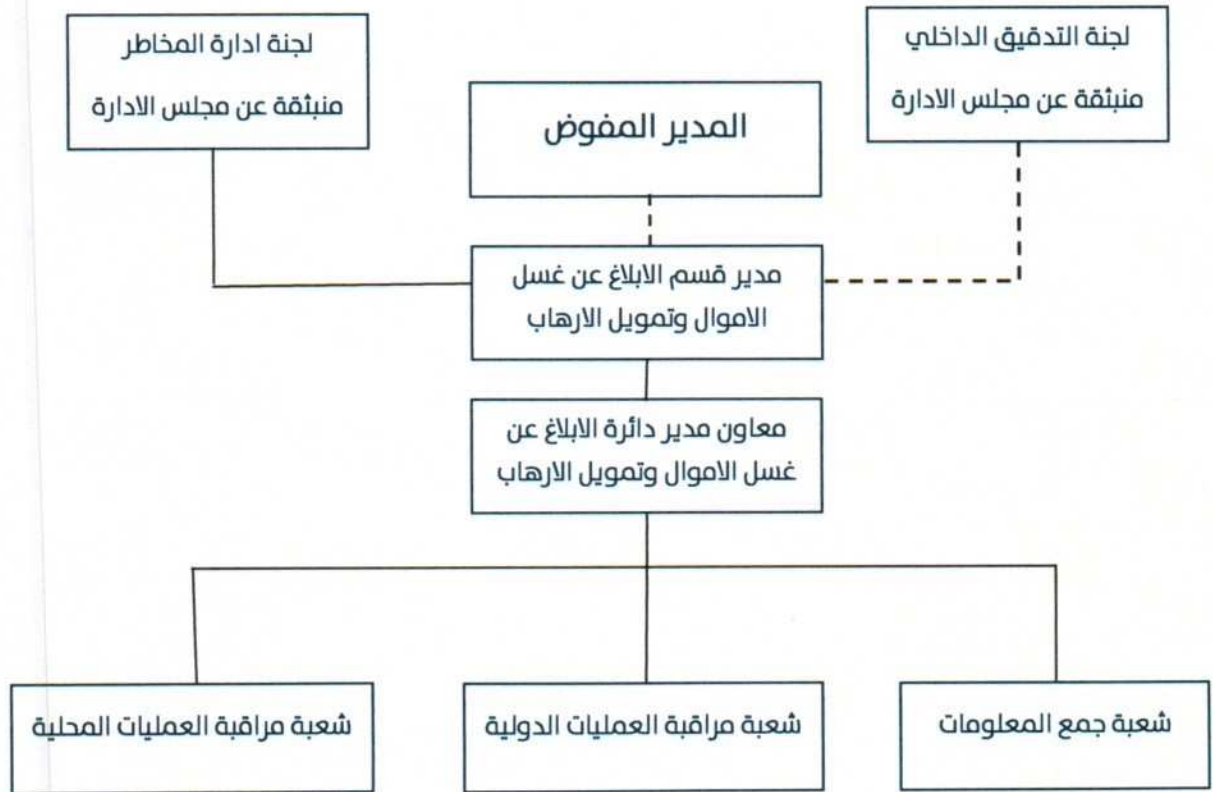 لجنة التدقيق الداخلي
منبثقة عن مجلس الادارة
لجنة ادارة المخاطر
منبثقة عن مجلس الادارة
المدير المفوض
مدير قسم الابلاغ عن غسل
الاموال وتمويل الارهاب
معاون مدير دائرة الابلاغ عن
غسل الاموال وتمويل الارهاب
شعبة جمع المعلومات
شعبة مراقبة العمليات الدولية
شعبة مراقبة العمليات المحلية